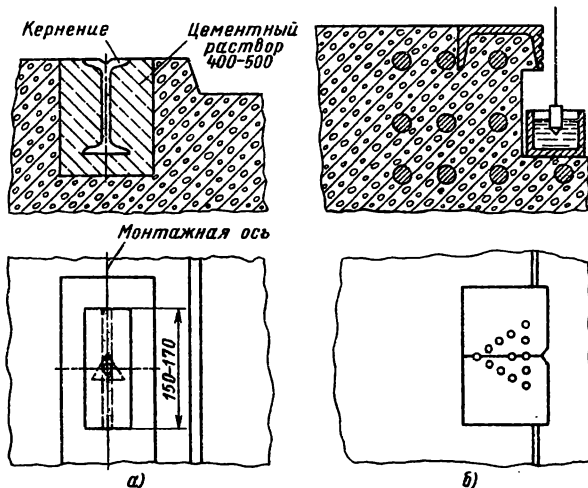 Кернение
Цементный
раствор
400-500
Монтажная ось
150-170
а)
б)